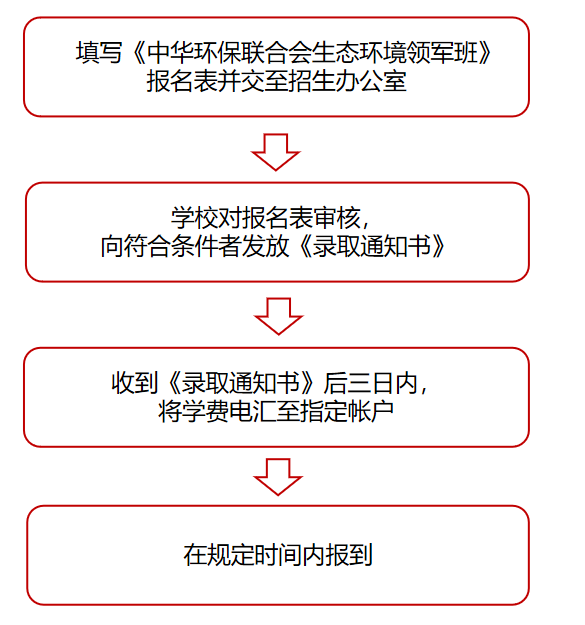 填写《中华环保联合会生态环境领军班》
报名表并交至招生办公室
学校对报名表审核，
向符合条件者发放《录取通知书》
收到《录取通知书》后三日内，
将学费电汇至指定帐户
在规定时间内报到